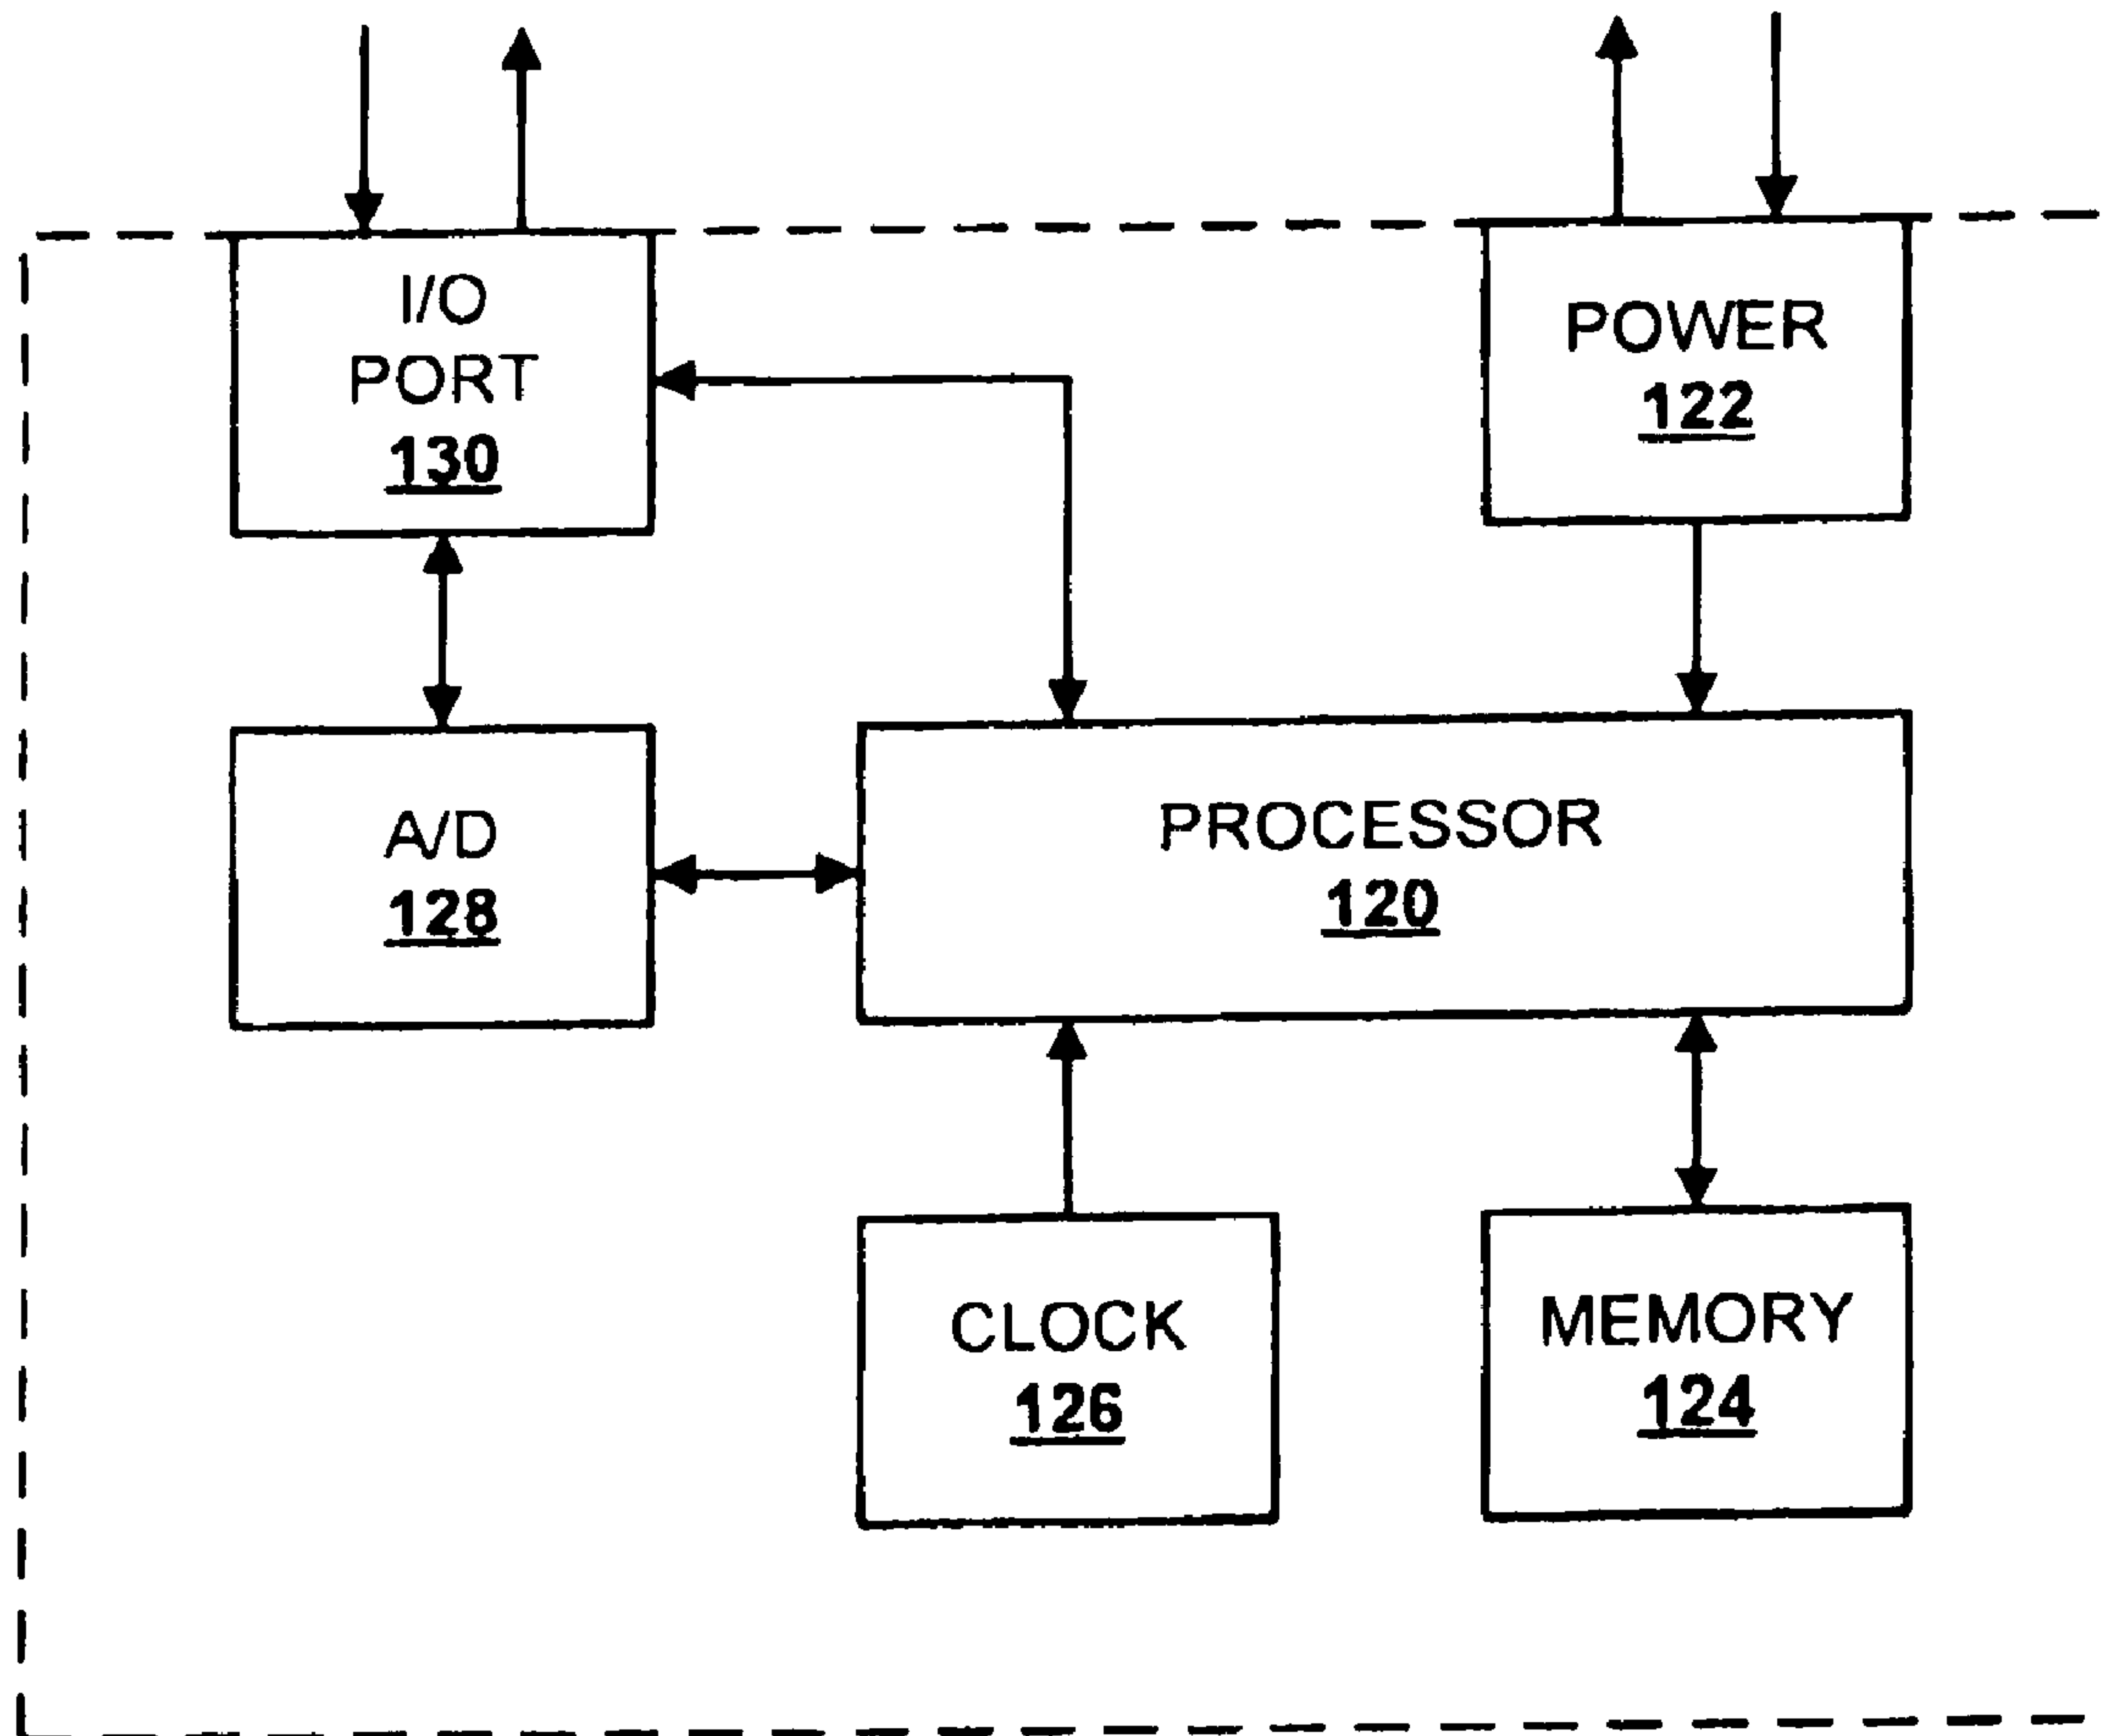 I/O
PORT
130
POWER
122
A/D
128
PROCESSOR
120
CLOCK
126
MEMORY
124